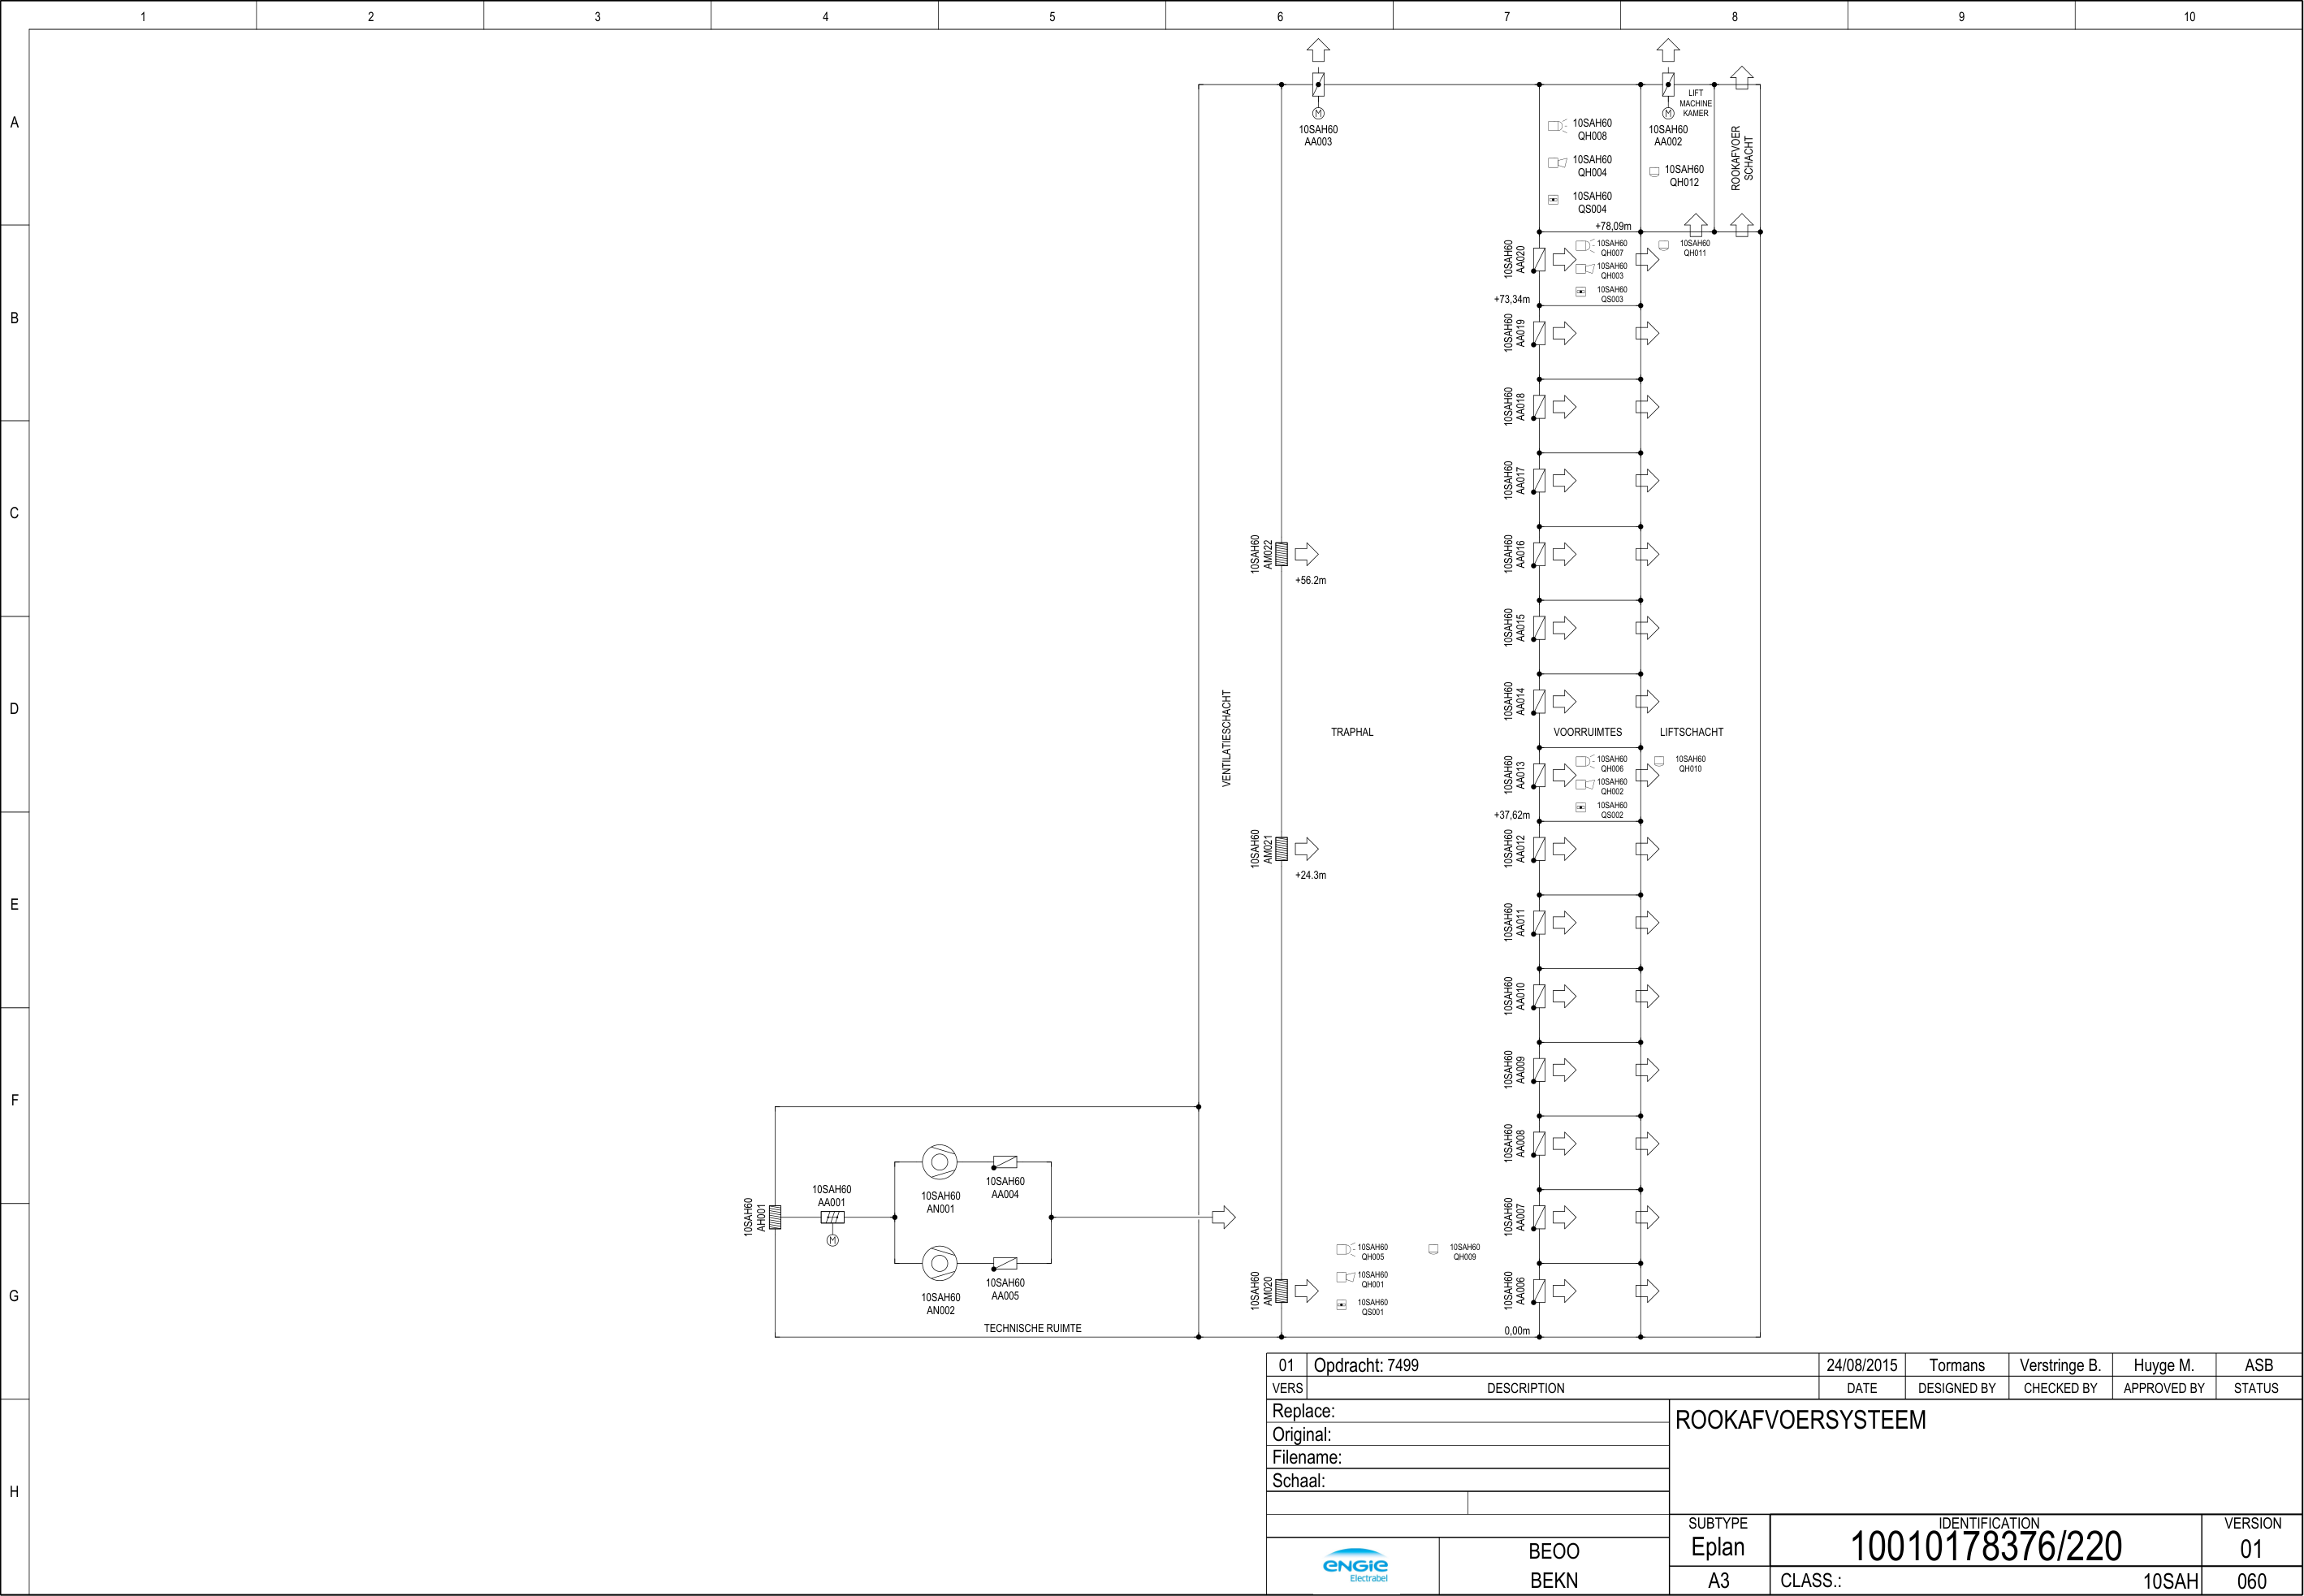 1 2 3 4 5 6 7 8 9 10
A
B
C
D
E
F
G
H
10SAH60
AA003
10SAH60
QH008
10SAH60
QH004
10SAH60
QS004
+78,09m
LIFT
MACHINE
KAMER
10SAH60
AA002
10SAH60
QH012
ROOKAFVOER
SCHACHT
10SAH60
AA020
10SAH60
QH007
10SAH60
QH003
10SAH60
QS003
10SAH60
QH011
+73,34m
10SAH60
AA019
10SAH60
AA018
10SAH60
AA017
10SAH60
AM022
+56.2m
10SAH60
AA016
10SAH60
AA015
10SAH60
AA014
VENTILATIESCHACHT
TRAPHAL
VOORRUIMTES
LIFTSCHACHT
10SAH60
AA013
10SAH60
QH006
10SAH60
QH002
10SAH60
QS002
10SAH60
QH010
+37,62m
10SAH60
AM021
+24.3m
10SAH60
AA012
10SAH60
AA011
10SAH60
AA010
10SAH60
AA009
10SAH60
AA008
10SAH60
AA007
10SAH60
AH001
10SAH60
AA001
M
10SAH60
AN001
10SAH60
AA004
10SAH60
AN002
10SAH60
AA005
TECHNISCHE RUIMTE
10SAH60
AM020
10SAH60
QH005
10SAH60
QH001
10SAH60
QS001
10SAH60
QH009
10SAH60
AA006
0,00m
M
M
01 Opdracht: 7499 24/08/2015 Tormans Verstringe B. Huyge M. ASB
VERS DESCRIPTION DATE DESIGNED BY CHECKED BY APPROVED BY STATUS
Replace:
Original:
Filename:
Schaal:
ROOKAFVOERSYSTEEM
ENGIE
Electrabel
BEOO
BEKN
SUBTYPE
Eplan
A3
IDENTIFICATION
10010178376/220
VERSION
01
CLASS.: 10SAH 060